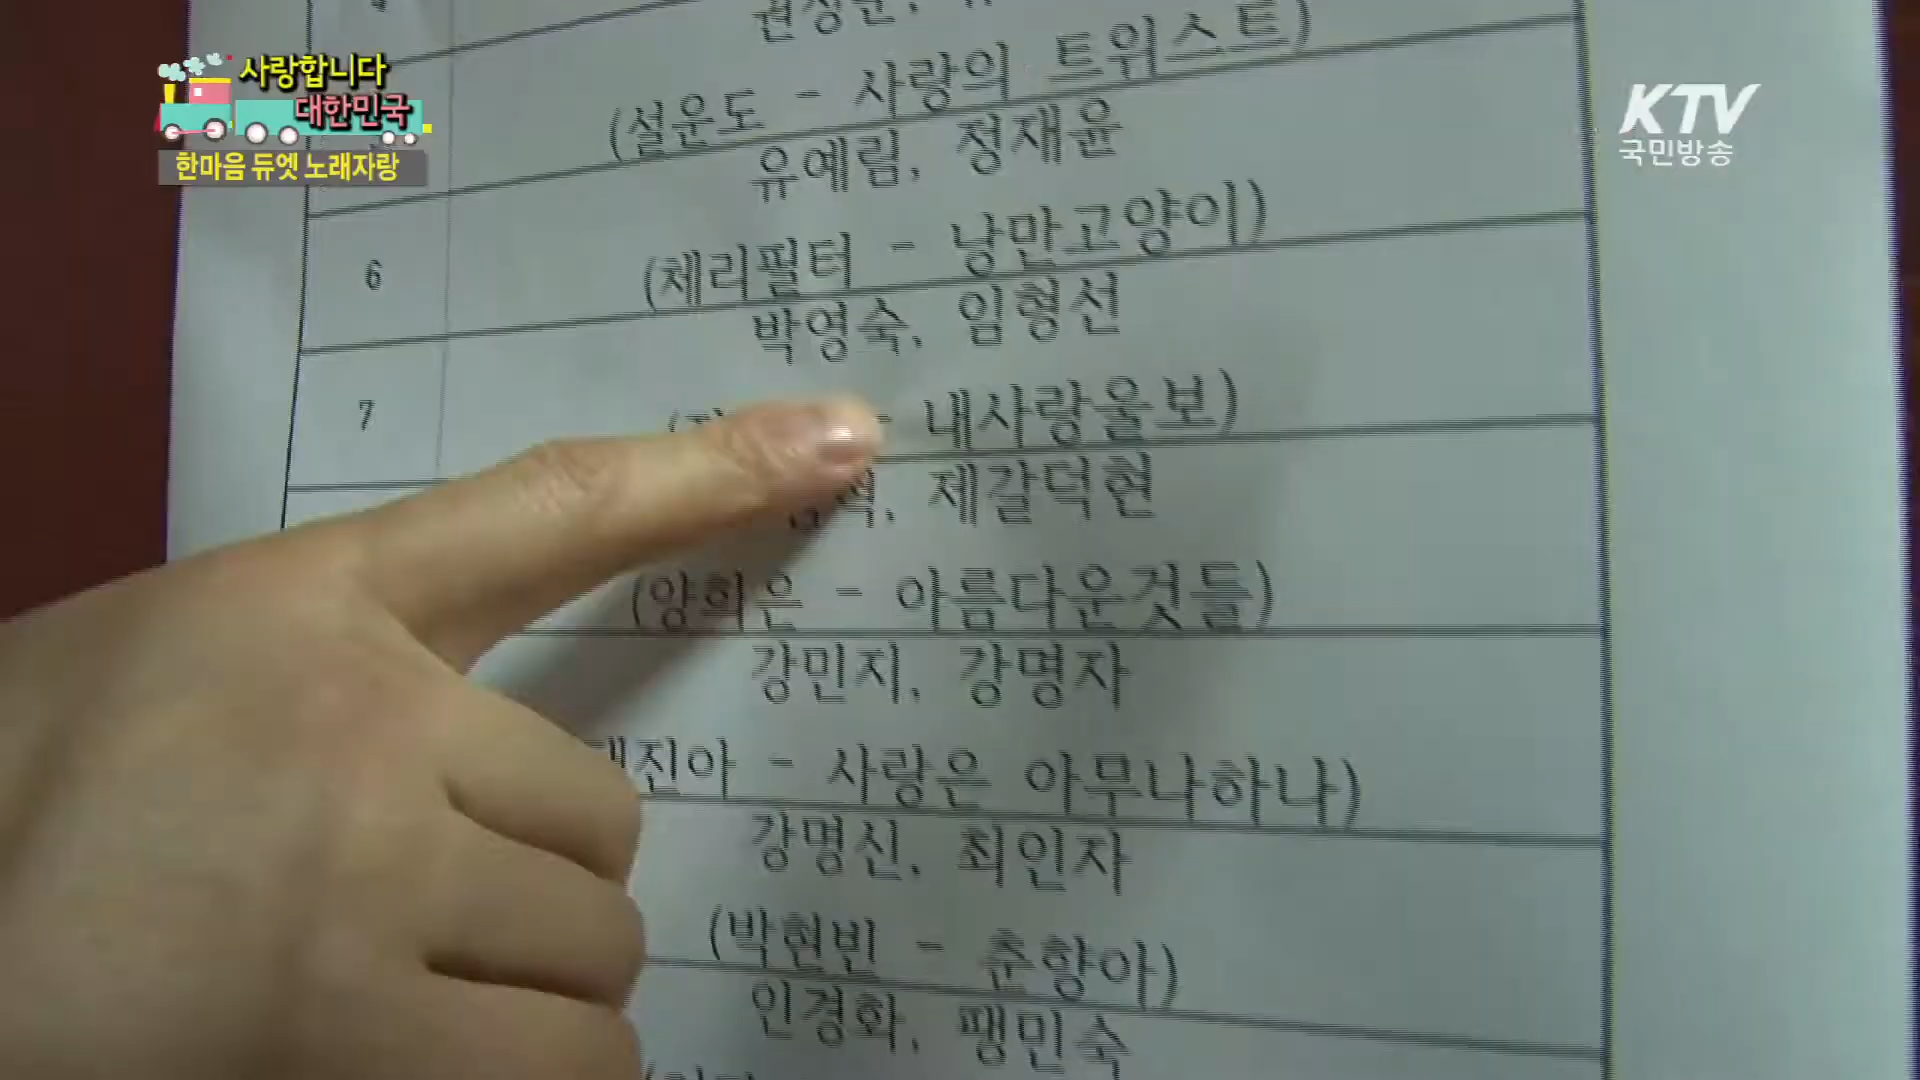 사랑합니다
대한민국
한마음 듀엣 노래자랑
KTV
국민방송
(설운도 - 사랑의 트위스트)
유예림, 정재윤
6
(체리필터 - 낭만고양이)
박영숙, 임형선
7
- 내사랑울보)
제갈덕현
(양희은 - 아름다운것들)
강민지, 강명자
태진아 - 사랑은 아무나하나)
강명신, 최인자
(박현빈 - 춘향아)
인경화, 팽민숙